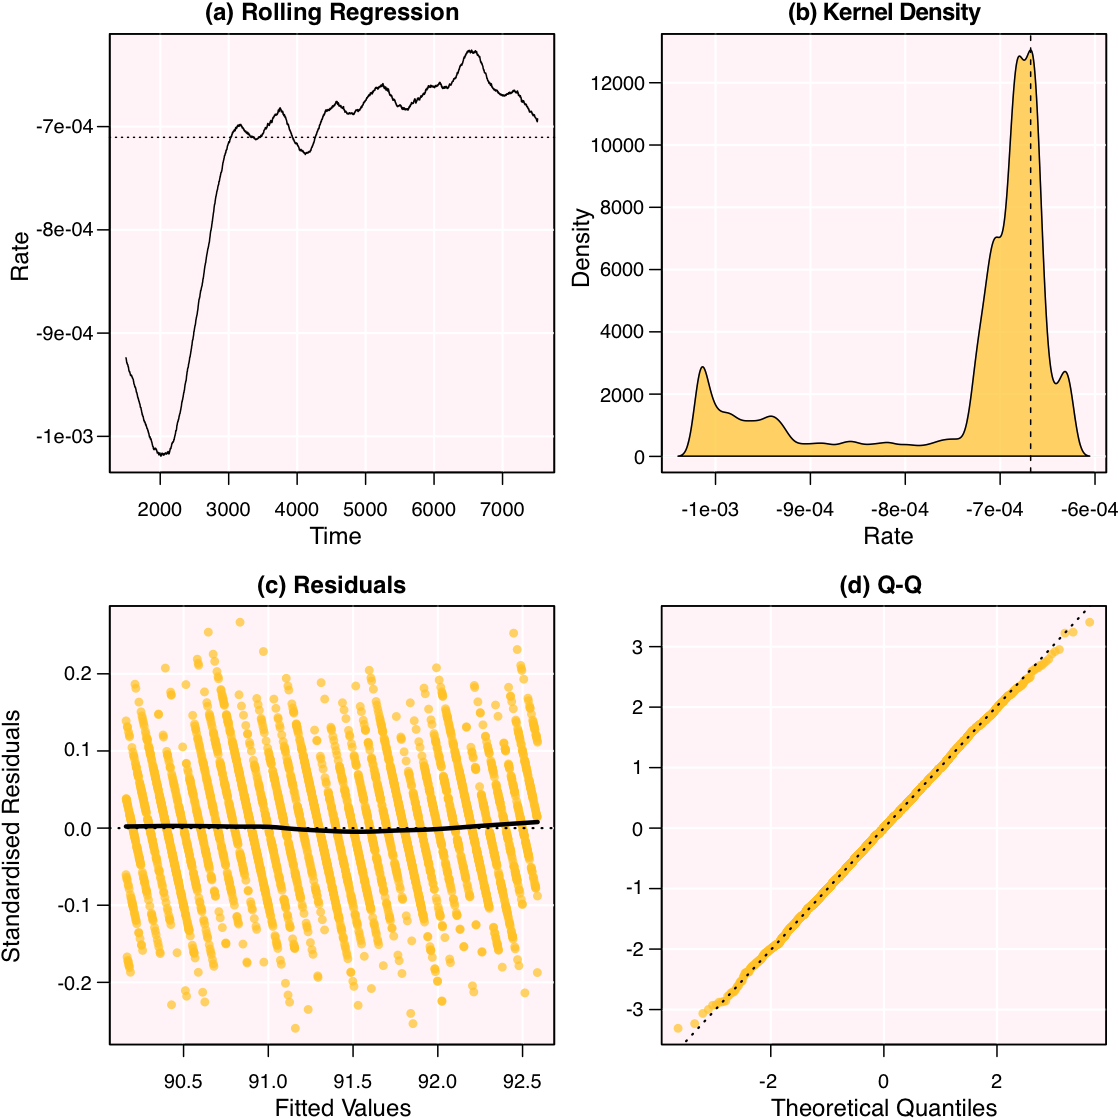 (a) Rolling Regression
-7e-04
-8e-04
-9e-04
-1e-03
Rate
2000 3000 4000 5000 6000 7000
Time
(b) Kernel Density
12000
10000
8000
6000
4000
2000
0
Density
-1e-03 -9e-04 -8e-04 -7e-04 -6e-04
Rate
(c) Residuals
0.2
0.1
0.0
-0.1
-0.2
Standardised Residuals
90.5 91.0 91.5 92.0 92.5
Fitted Values
(d) Q-Q
3
2
1
0
-1
-2
-3
-2 0 2
Theoretical Quantiles